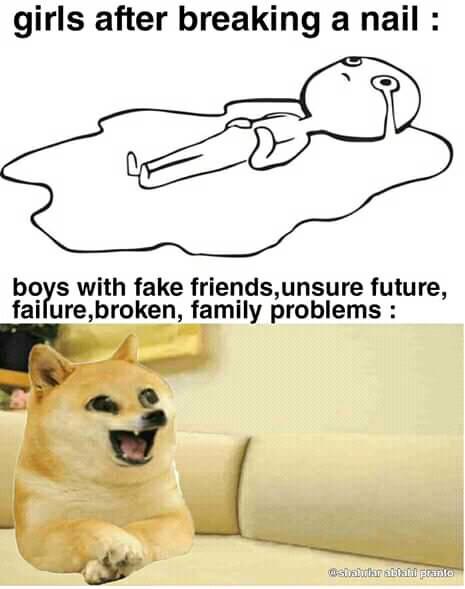 girls after breaking a nail :
boys with fake friends,unsure future,
failure,broken, family problems :
@shahriar abtahi pranto